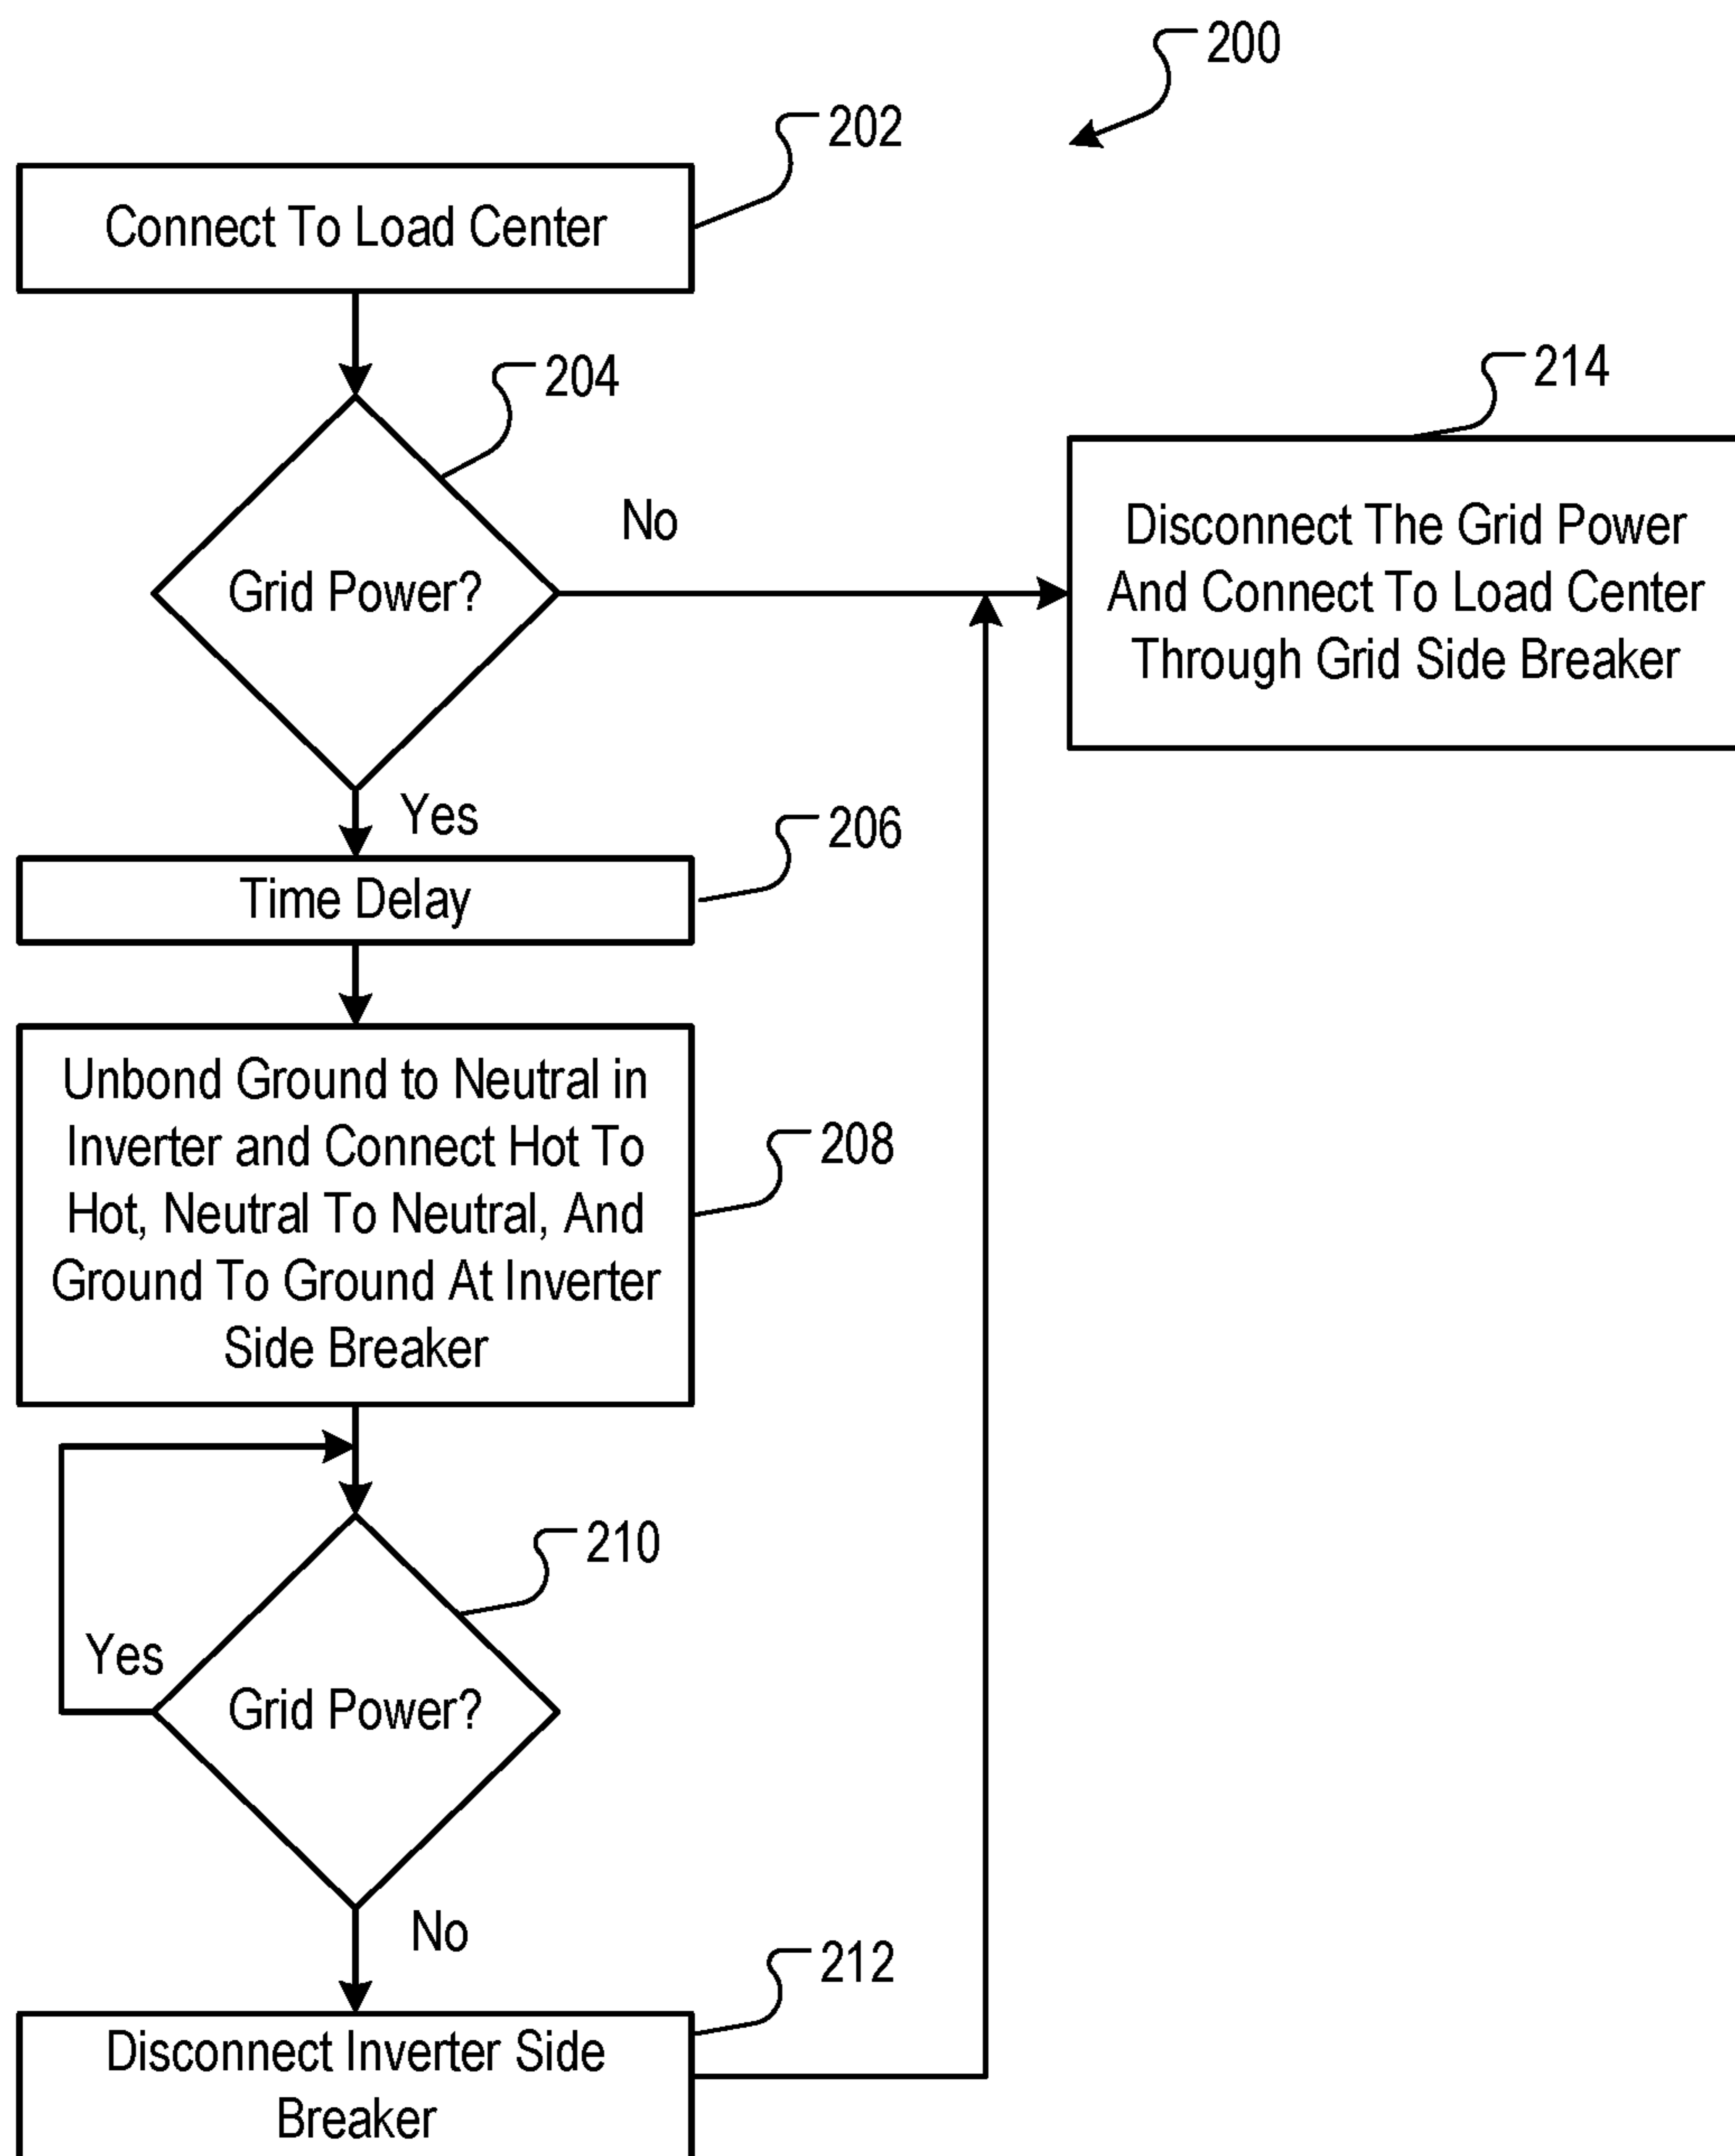 200
202
Connect To Load Center
204
214
No
Disconnect The Grid Power
And Connect To Load Center
Through Grid Side Breaker
Grid Power?
Yes
206
Time Delay
Unbond Ground to Neutral in
Inverter and Connect Hot To
Hot, Neutral To Neutral, And
Ground To Ground At Inverter
Side Breaker
208
210
Yes
Grid Power?
No
212
Disconnect Inverter Side
Breaker